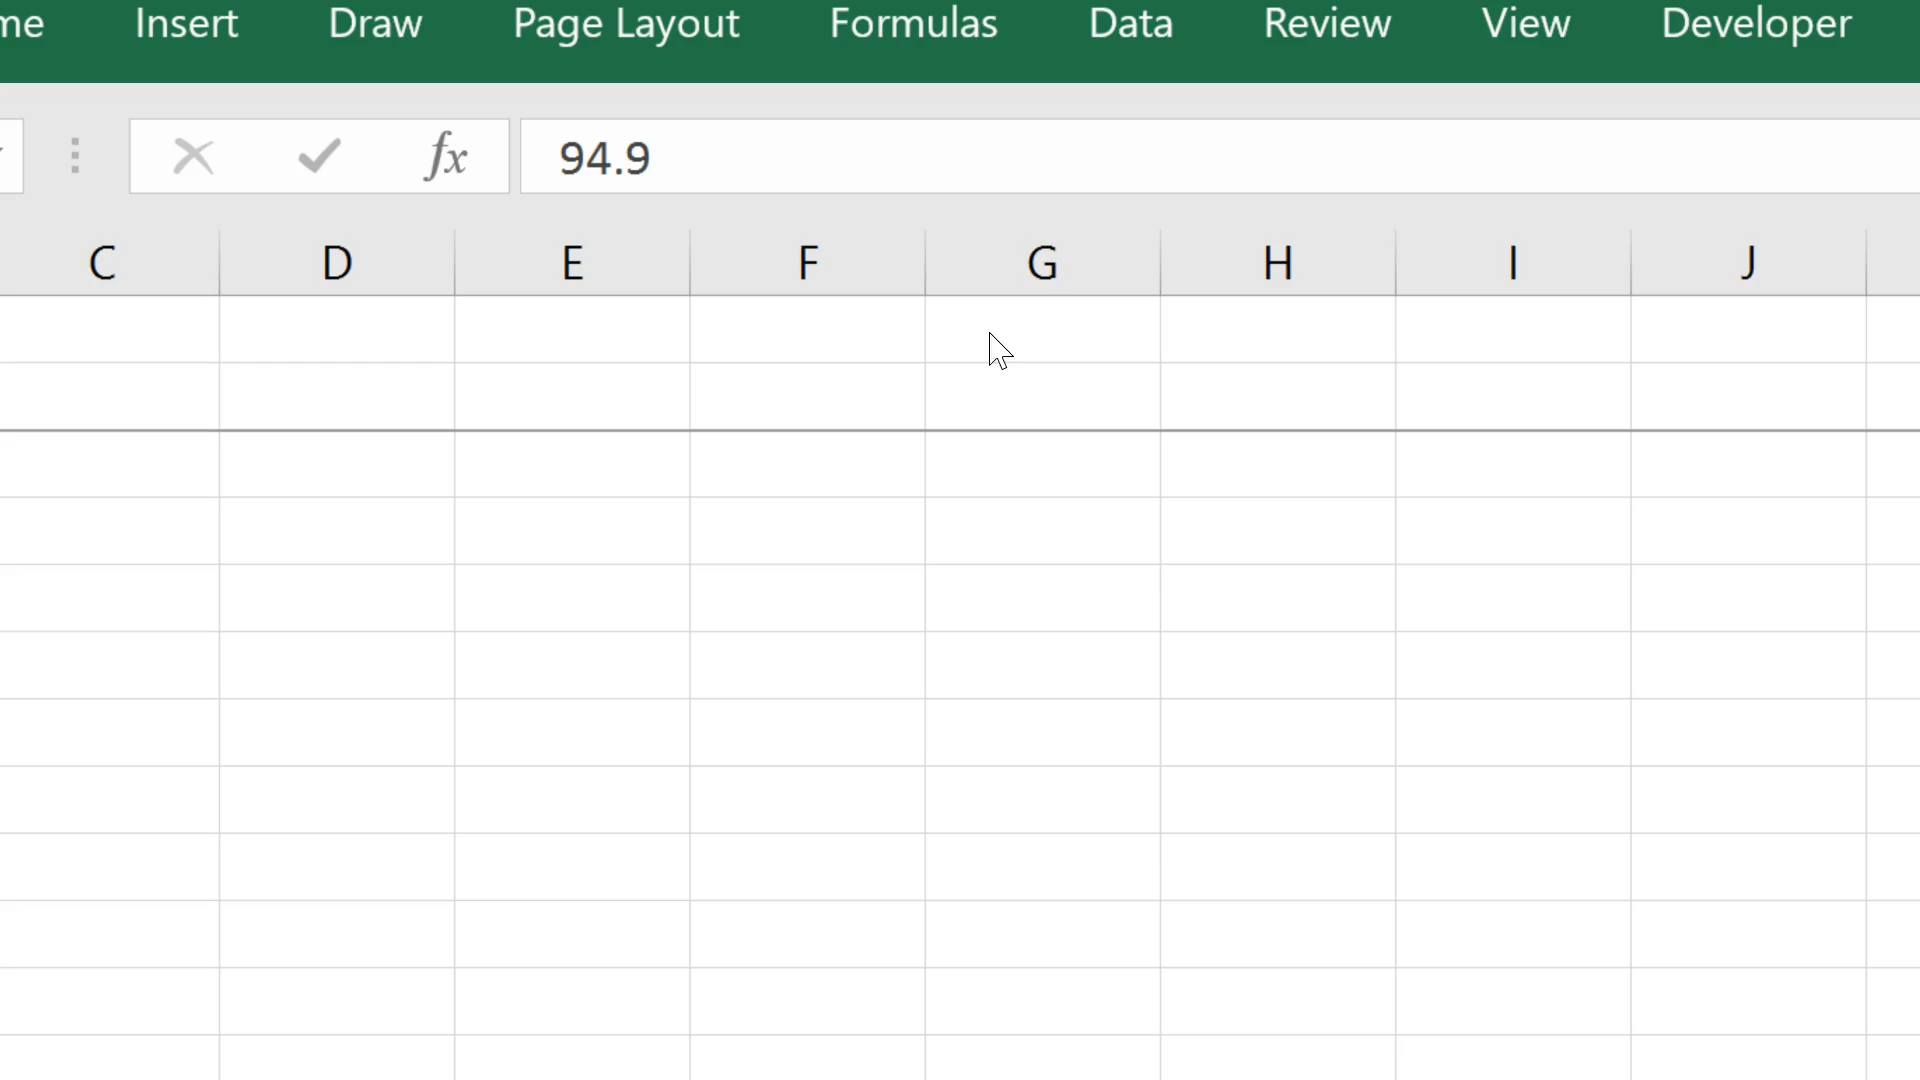 me Insert Draw Page Layout Formulas Data Review View Developer
fx 94.9
C D E F G H I J